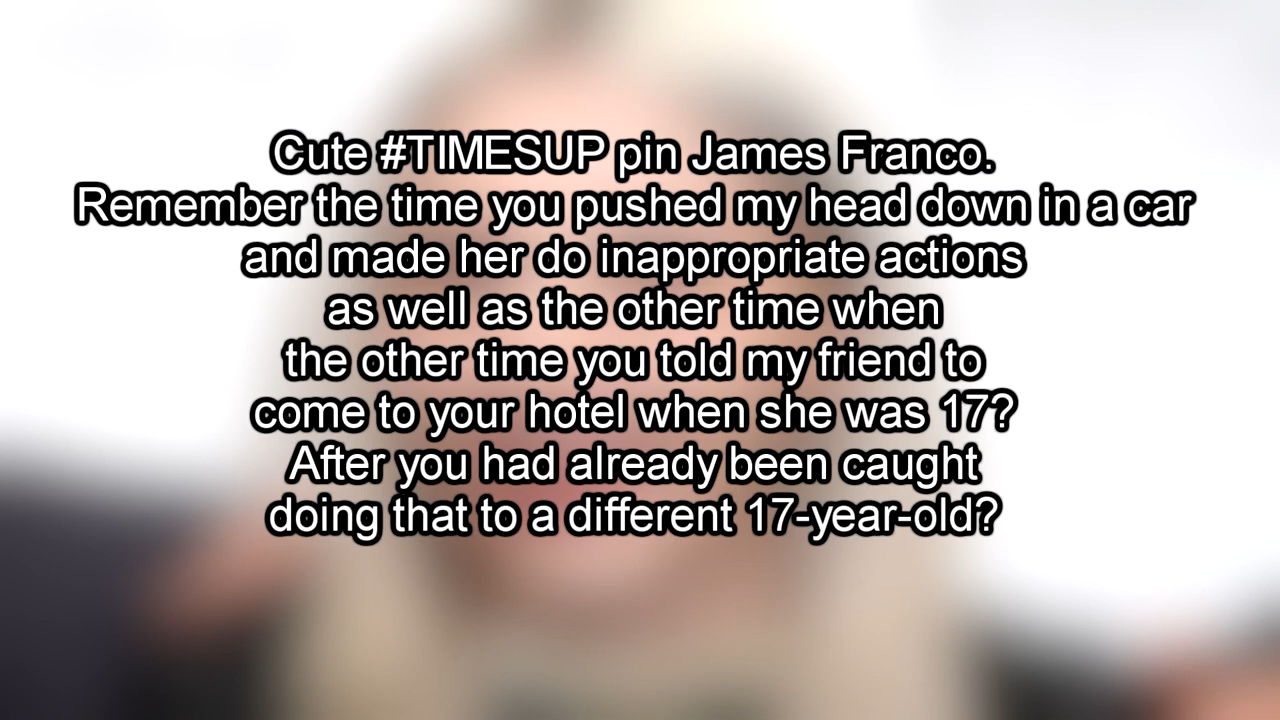 Cute #TIMESUP pin James Franco.
Remember the time you pushed my head down in a car
and made her do inappropriate actions
as well as the other time when
the other time you told my friend to
come to your hotel when she was 17?
After you had already been caught
doing that to a different 17-year-old?